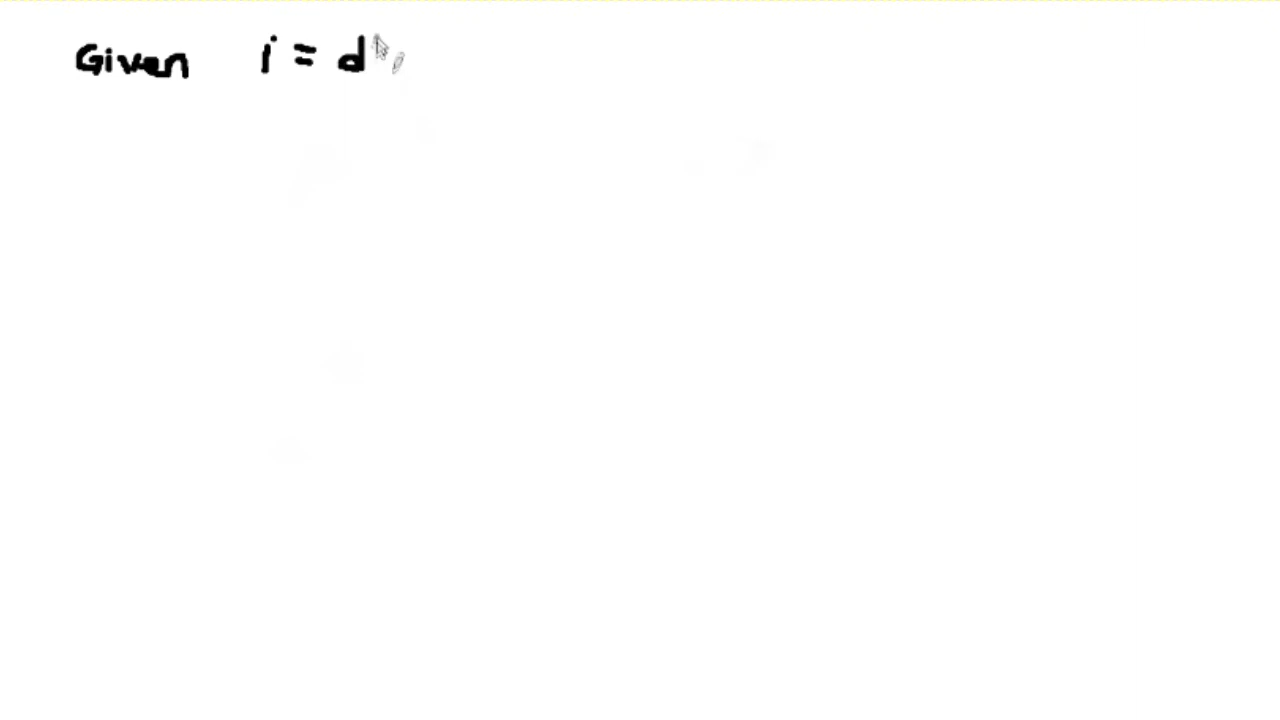 Given i = d